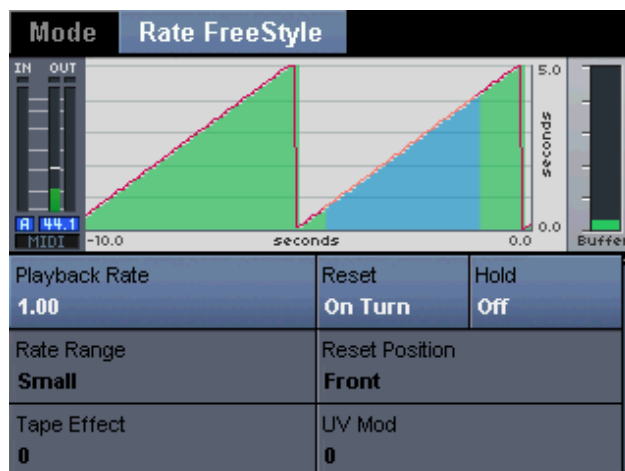 Mode Rate FreeStyle
IN OUT
5.0
seconds
0.0
A 44.1
MIDI
-10.0 seconds 0.0
Buffer
Playback Rate Reset Hold
1.00 On Turn Off
Rate Range Reset Position
Small Front
Tape Effect UV Mod
0 0